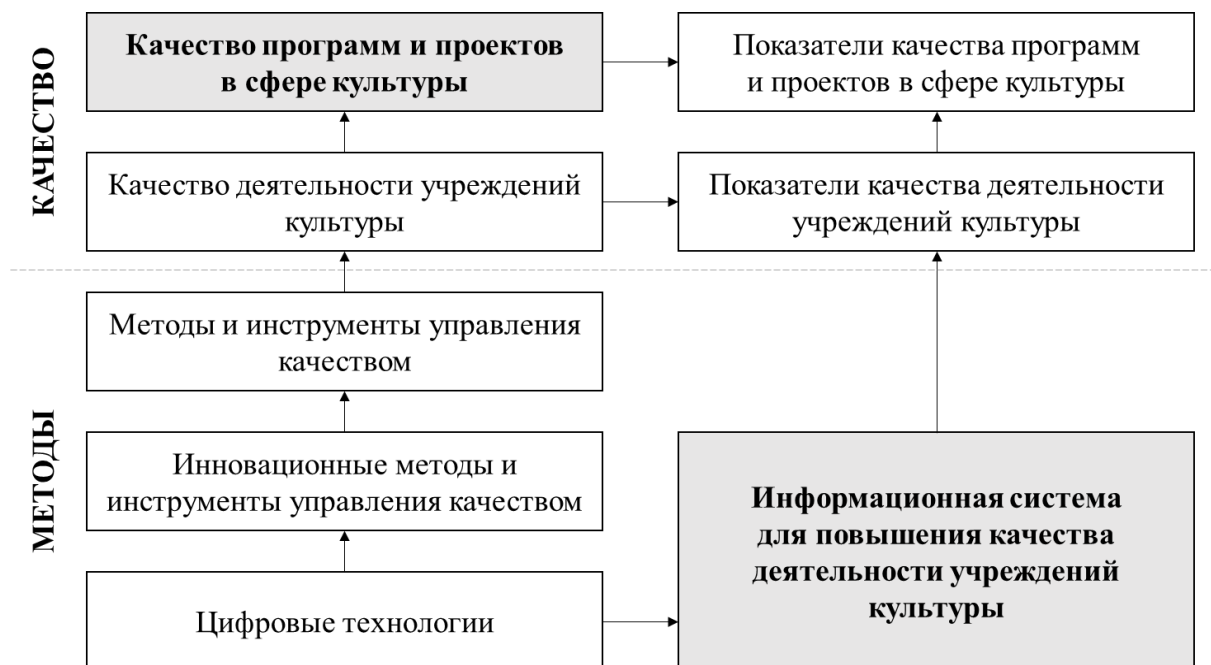 КАЧЕСТВО
Качество программ и проектов
в сфере культуры
Показатели качества программ
и проектов в сфере культуры
Качество деятельности учреждений
культуры
Показатели качества деятельности
учреждений культуры
МЕТОДЫ
Методы и инструменты управления
качеством
Инновационные методы и
инструменты управления качеством
Информационная система
для повышения качества
деятельности учреждений
культуры
Цифровые технологии